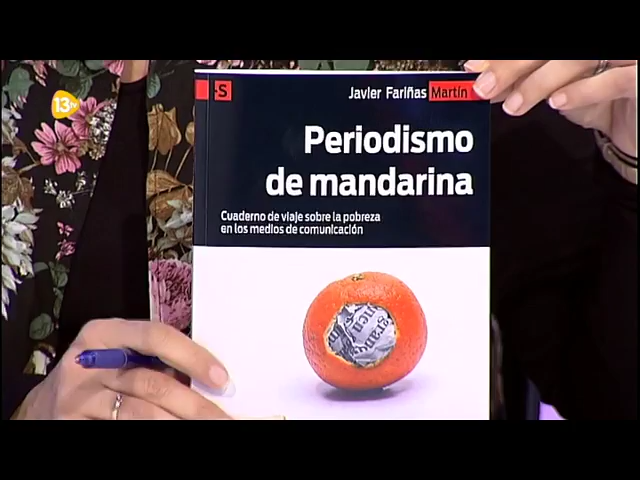 13tv
-S
Javier Fariñas Martín
Periodismo
de mandarina
Cuaderno de viaje sobre la pobreza
en los medios de comunicación